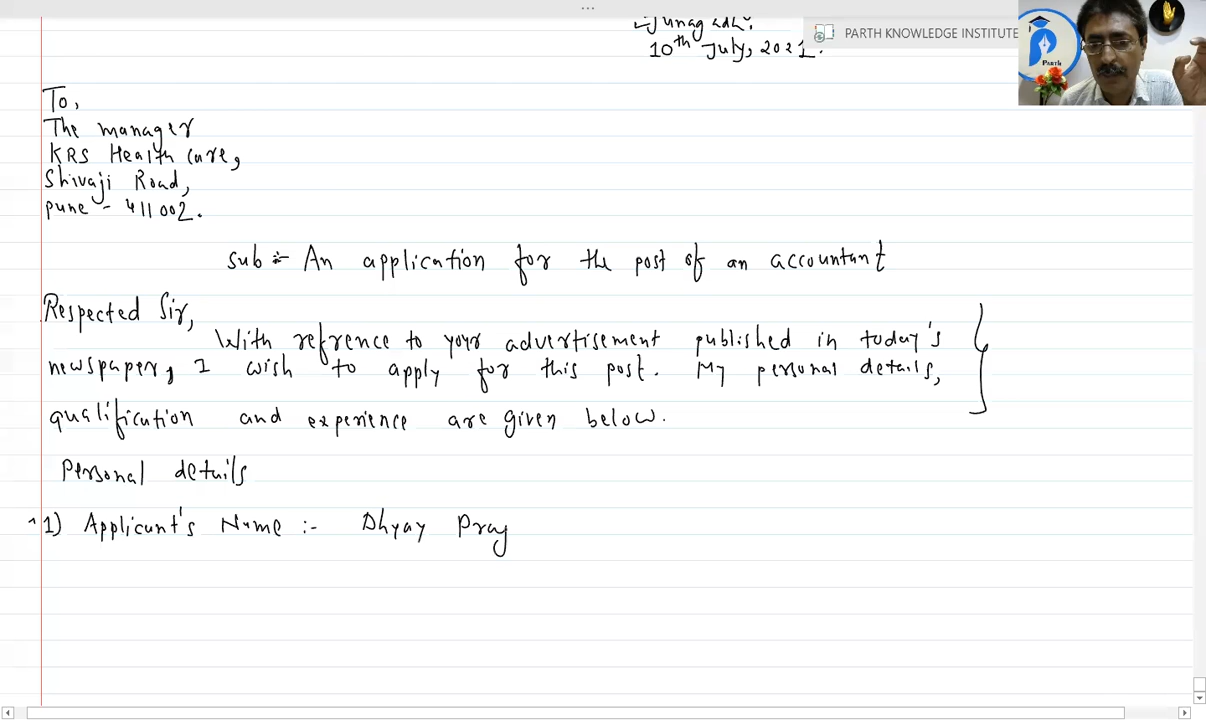 Junagadh.
PARTH KNOWLEDGE INSTITUTE
10th July, 2021.
Parth
To,
The manager
KRS Health Care,
Shivaji Road,
Pune - 411002.
Sub :- An application for the post of an accountant
Respected Sir,
With refrence to your advertisement published in today's
newspaper, I wish to apply for this post. My personal details,
qualification and experience are given below.
Personal details
1) Applicant's Name :- Dhyay Pray